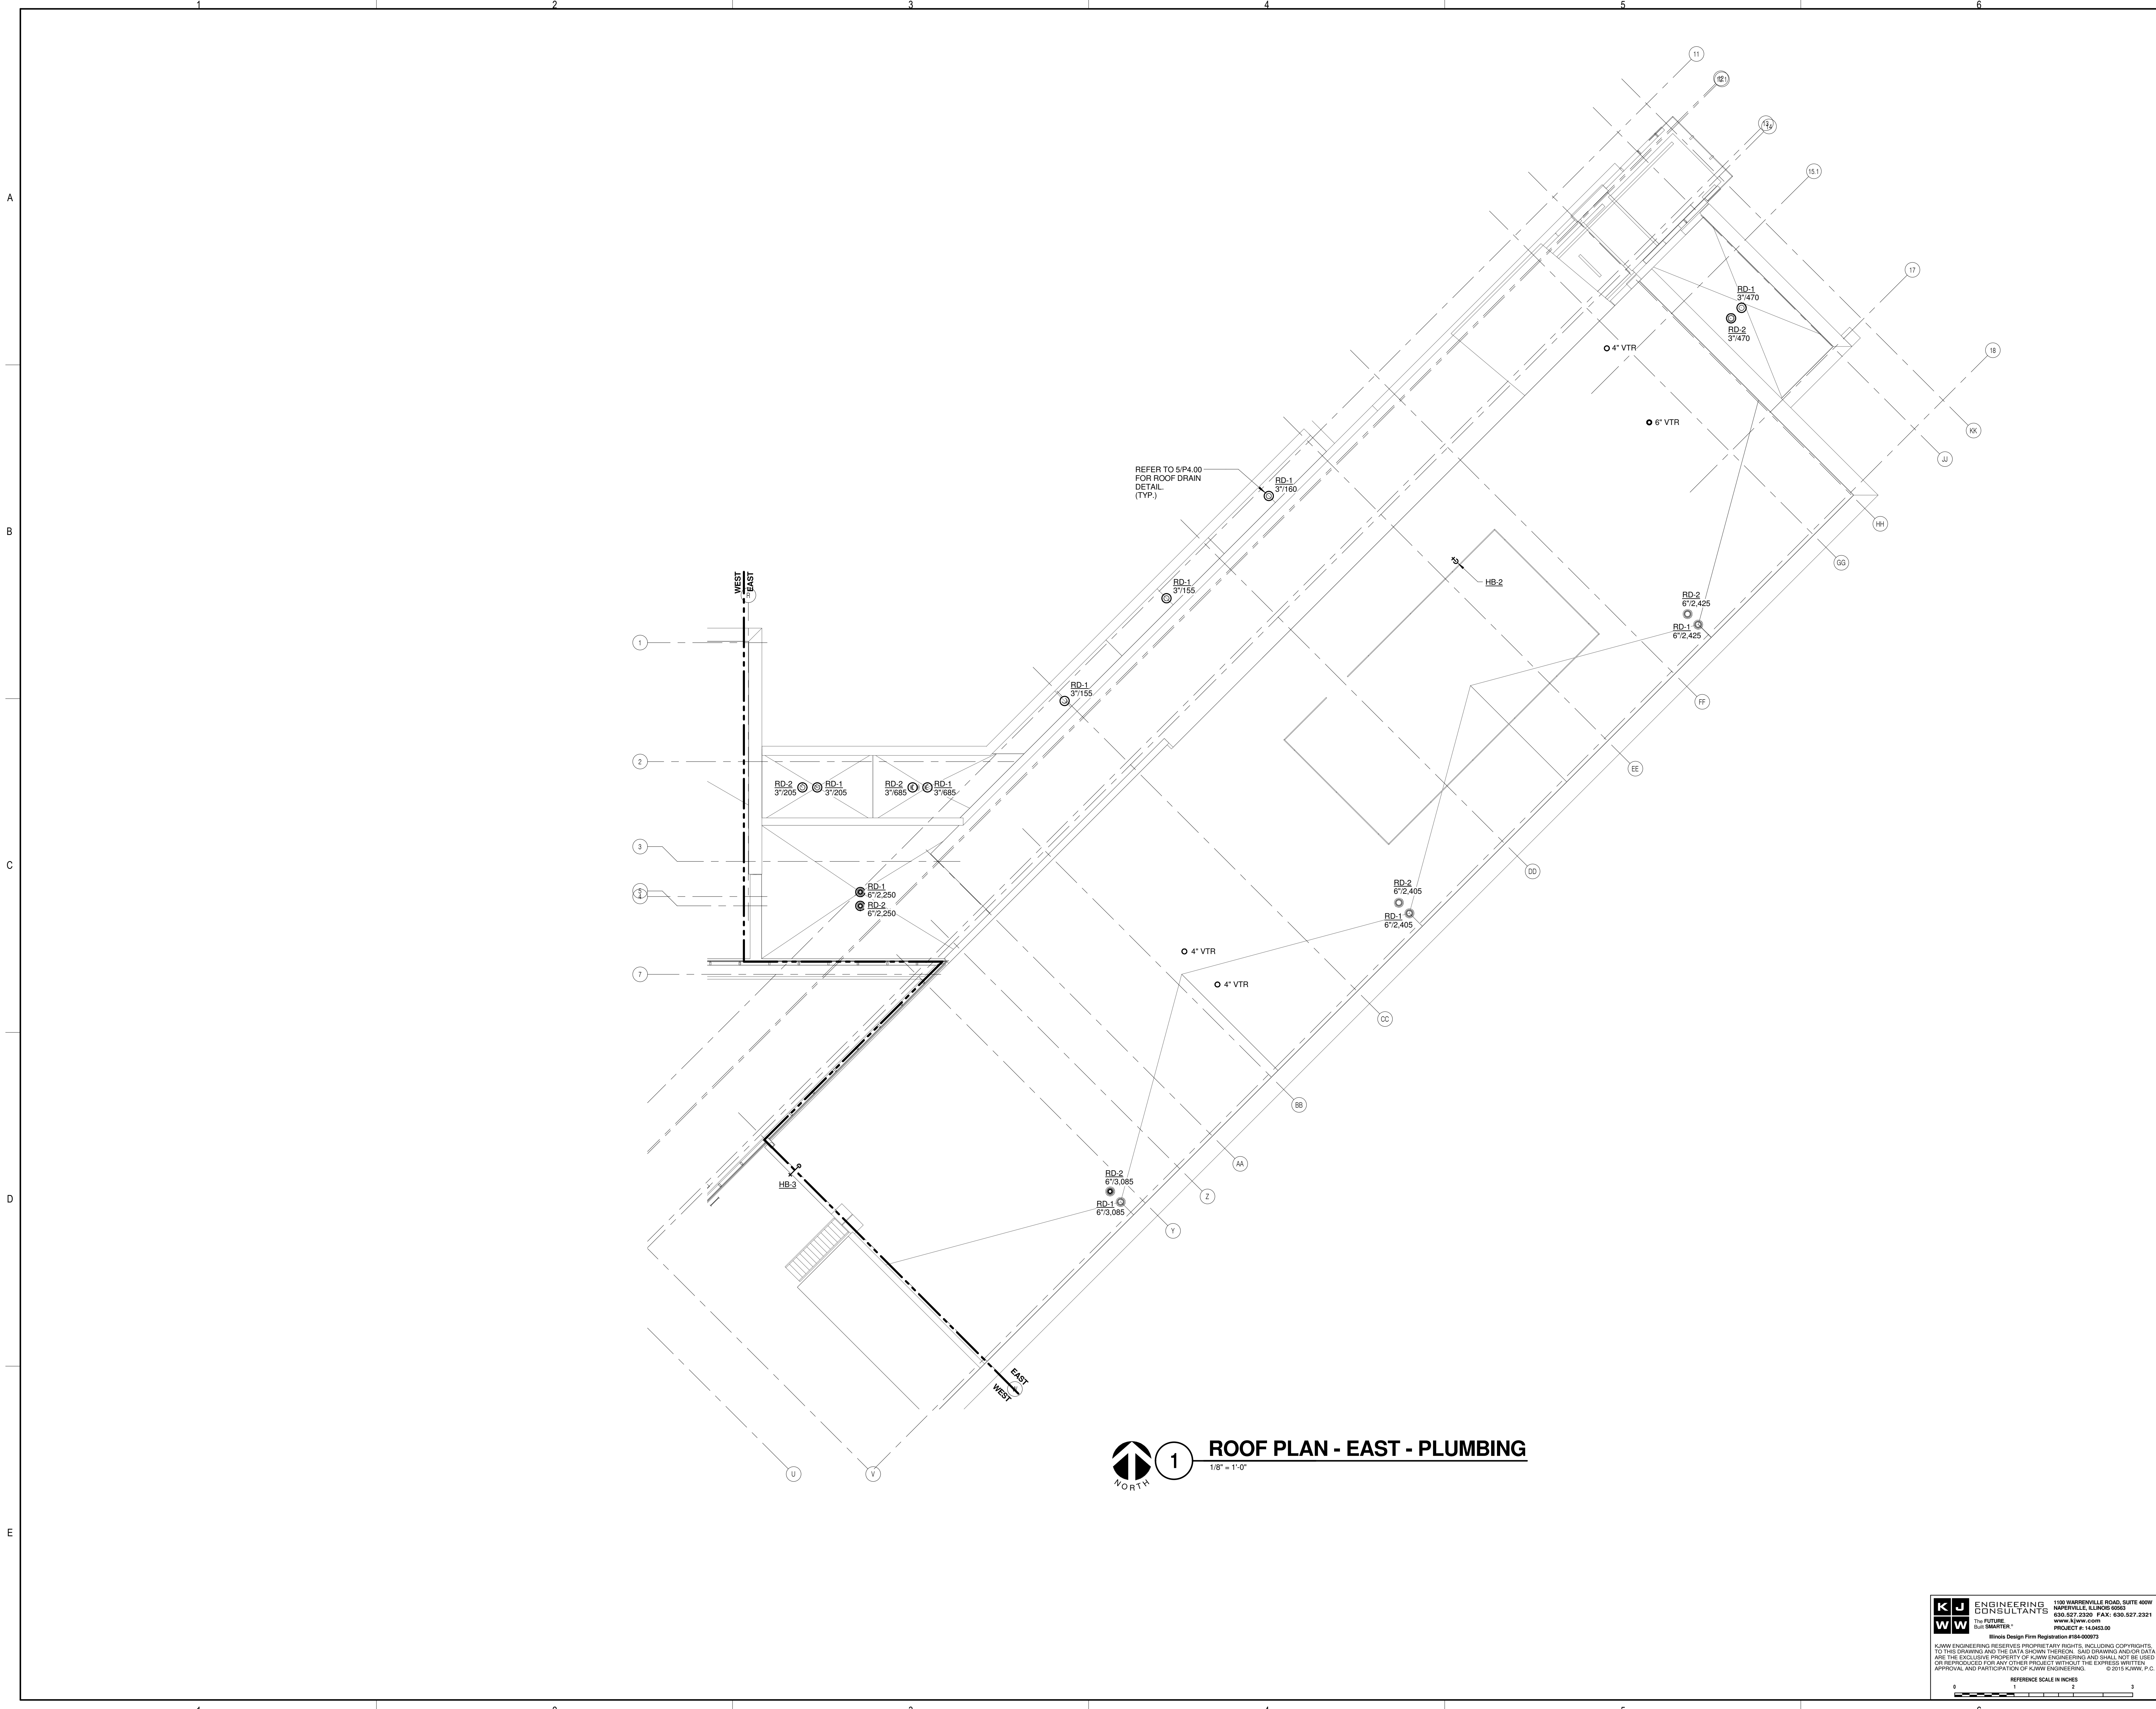 1
2
3
4
5
6
A
B
C
D
E
11
15.1
17
18
KK
JJ
HH
GG
FF
EE
DD
CC
BB
AA
Z
Y
V
U
1
2
3
7
RD-1
3"/470
RD-2
3"/470
4" VTR
6" VTR
REFER TO 5/P4.00
FOR ROOF DRAIN
DETAIL.
(TYP.)
RD-1
3"/160
HB-2
RD-1
3"/155
RD-2
6"/2,425
RD-1
6"/2,425
WEST
EAST
R
RD-1
3"/155
RD-2
3"/205
RD-1
3"/205
RD-2
3"/685
RD-1
3"/685
RD-1
6"/2,250
RD-2
6"/2,250
RD-2
6"/2,405
RD-1
6"/2,405
4" VTR
4" VTR
HB-3
RD-2
6"/3,085
RD-1
6"/3,085
EAST
WEST
NORTH
1
ROOF PLAN - EAST - PLUMBING
1/8" = 1'-0"
K J
W W
ENGINEERING
CONSULTANTS
The FUTURE.
Built SMARTER.®
1100 WARRENVILLE ROAD, SUITE 400W
NAPERVILLE, ILLINOIS 60563
630.527.2320 FAX: 630.527.2321
www.kjww.com
PROJECT #: 14.0453.00
Illinois Design Firm Registration #184-000973
KJWW ENGINEERING RESERVES PROPRIETARY RIGHTS, INCLUDING COPYRIGHTS,
TO THIS DRAWING AND THE DATA SHOWN THEREON. SAID DRAWING AND/OR DATA
ARE THE EXCLUSIVE PROPERTY OF KJWW ENGINEERING AND SHALL NOT BE USED
OR REPRODUCED FOR ANY OTHER PROJECT WITHOUT THE EXPRESS WRITTEN
APPROVAL AND PARTICIPATION OF KJWW ENGINEERING. © 2015 KJWW, P.C.
REFERENCE SCALE IN INCHES
0 1 2 3